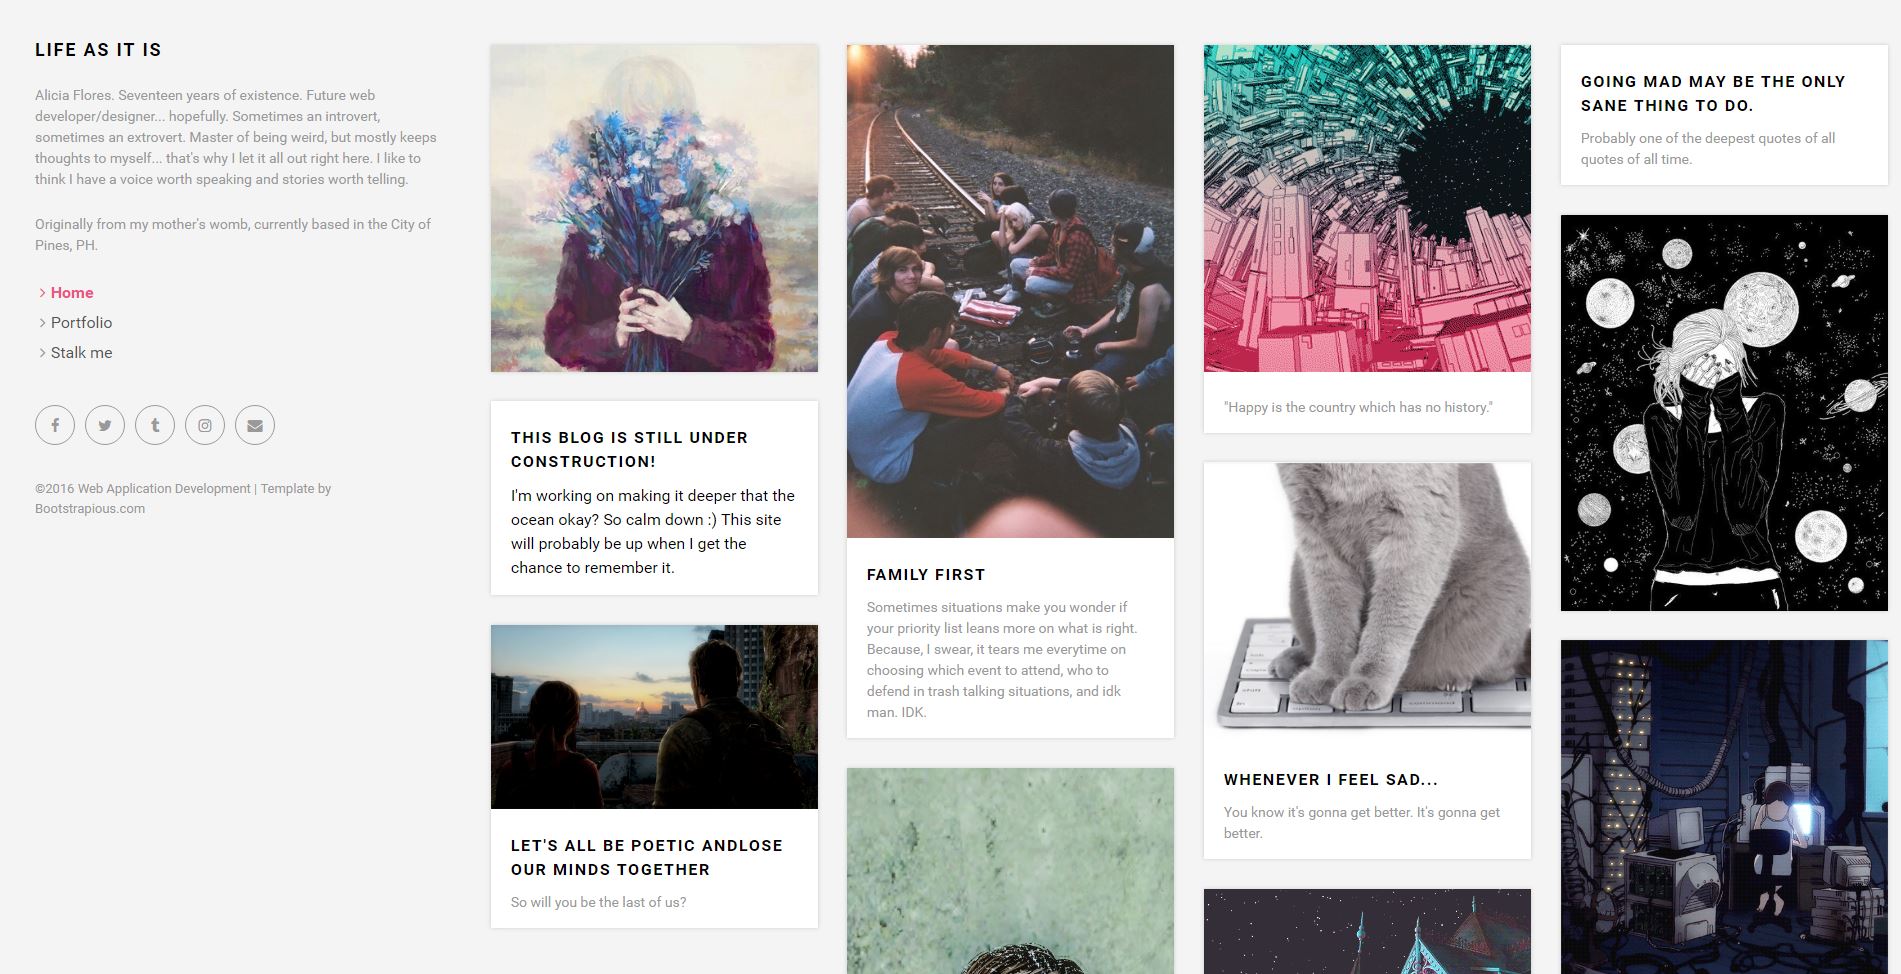 LIFE AS IT IS
Alicia Flores. Seventeen years of existence. Future web
developer/designer... hopefully. Sometimes an introvert,
sometimes an extrovert. Master of being weird, but mostly keeps
thoughts to myself... that's why I let it all out right here. I like to
think I have a voice worth speaking and stories worth telling.
Originally from my mother's womb, currently based in the City of
Pines, PH.
Home
Portfolio
Stalk me
©2016 Web Application Development | Template by
Bootstrapious.com
THIS BLOG IS STILL UNDER
CONSTRUCTION!
I'm working on making it deeper that the
ocean okay? So calm down :) This site
will probably be up when I get the
chance to remember it.
LET'S ALL BE POETIC ANDLOSE
OUR MINDS TOGETHER
So will you be the last of us?
FAMILY FIRST
Sometimes situations make you wonder if
your priority list leans more on what is right.
Because, I swear, it tears me everytime on
choosing which event to attend, who to
defend in trash talking situations, and idk
man. IDK.
"Happy is the country which has no history."
WHENEVER I FEEL SAD...
You know it's gonna get better. It's gonna get
better.
GOING MAD MAY BE THE ONLY
SANE THING TO DO.
Probably one of the deepest quotes of all
quotes of all time.